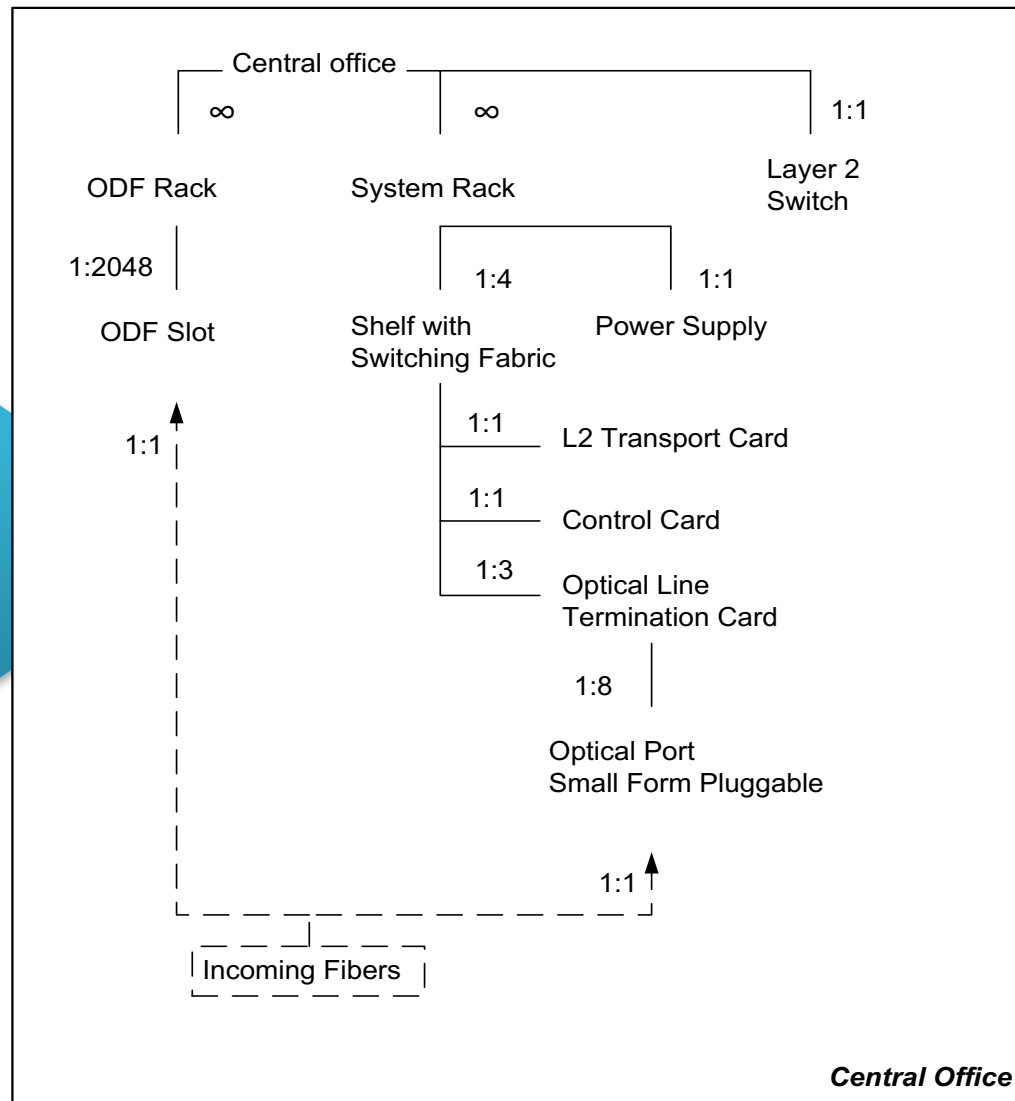 Central office
∞
∞
1:1
ODF Rack
System Rack
Layer 2
Switch
1:2048
1:4
1:1
ODF Slot
Shelf with
Switching Fabric
Power Supply
1:1
1:1
L2 Transport Card
1:1
Control Card
1:3
Optical Line
Termination Card
1:8
Optical Port
Small Form Pluggable
1:1
Incoming Fibers
Central Office